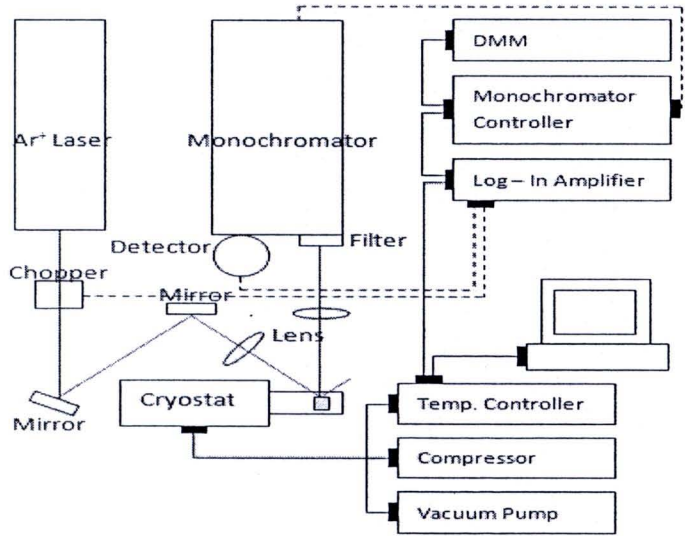 DMM
Monochromator
Controller
Ar⁺ Laser
Monochromator
Log – In Amplifier
Detector
Filter
Chopper
Mirror
Lens
Cryostat
Temp. Controller
Mirror
Compressor
Vacuum Pump